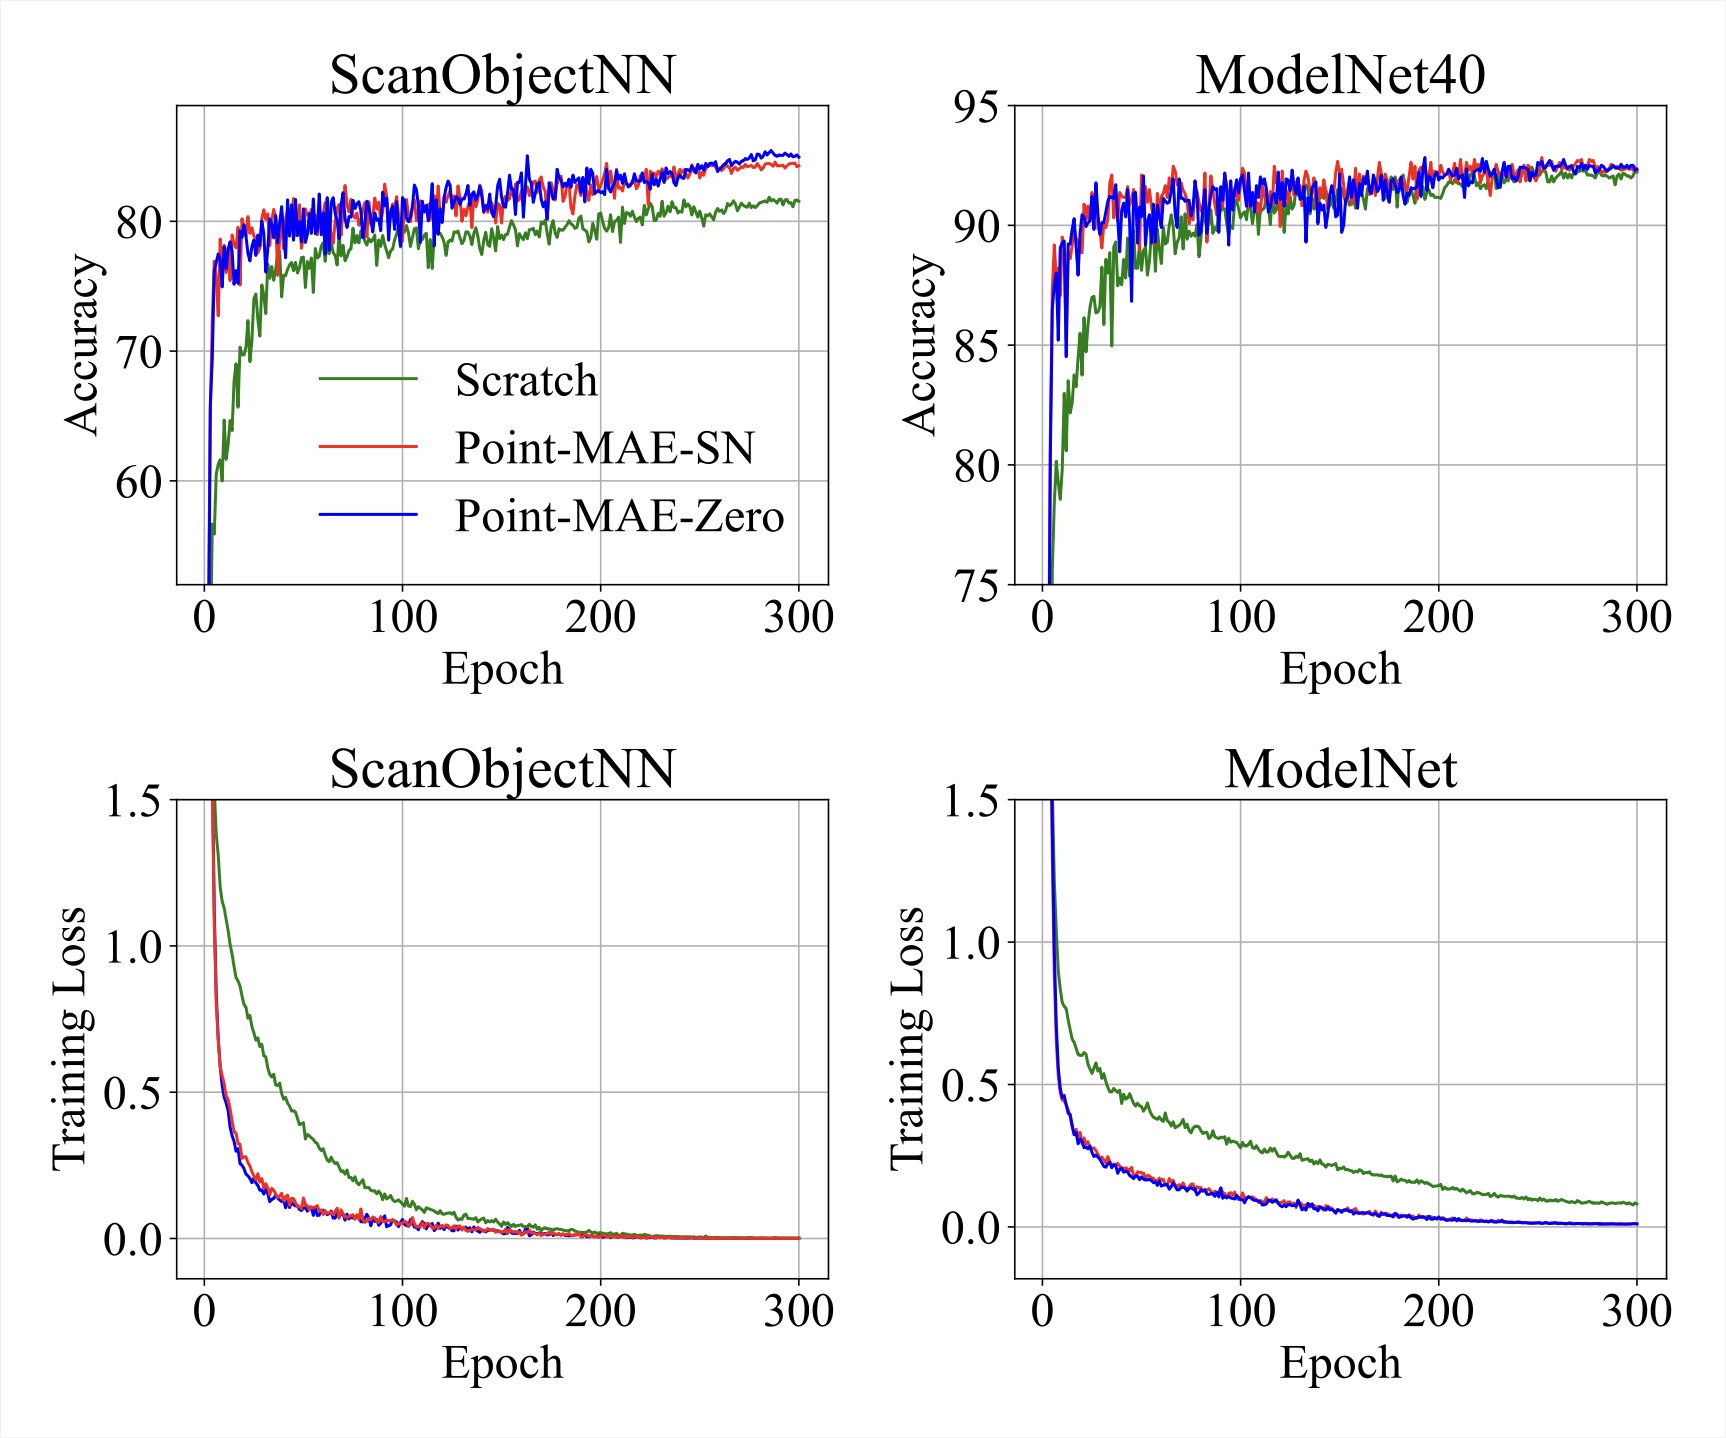 ScanObjectNN
Accuracy
80
70
60
Scratch
Point-MAE-SN
Point-MAE-Zero
0 100 200 300
Epoch
ModelNet40
Accuracy
95
90
85
80
75
0 100 200 300
Epoch
ScanObjectNN
Training Loss
1.5
1.0
0.5
0.0
0 100 200 300
Epoch
ModelNet
Training Loss
1.5
1.0
0.5
0.0
0 100 200 300
Epoch